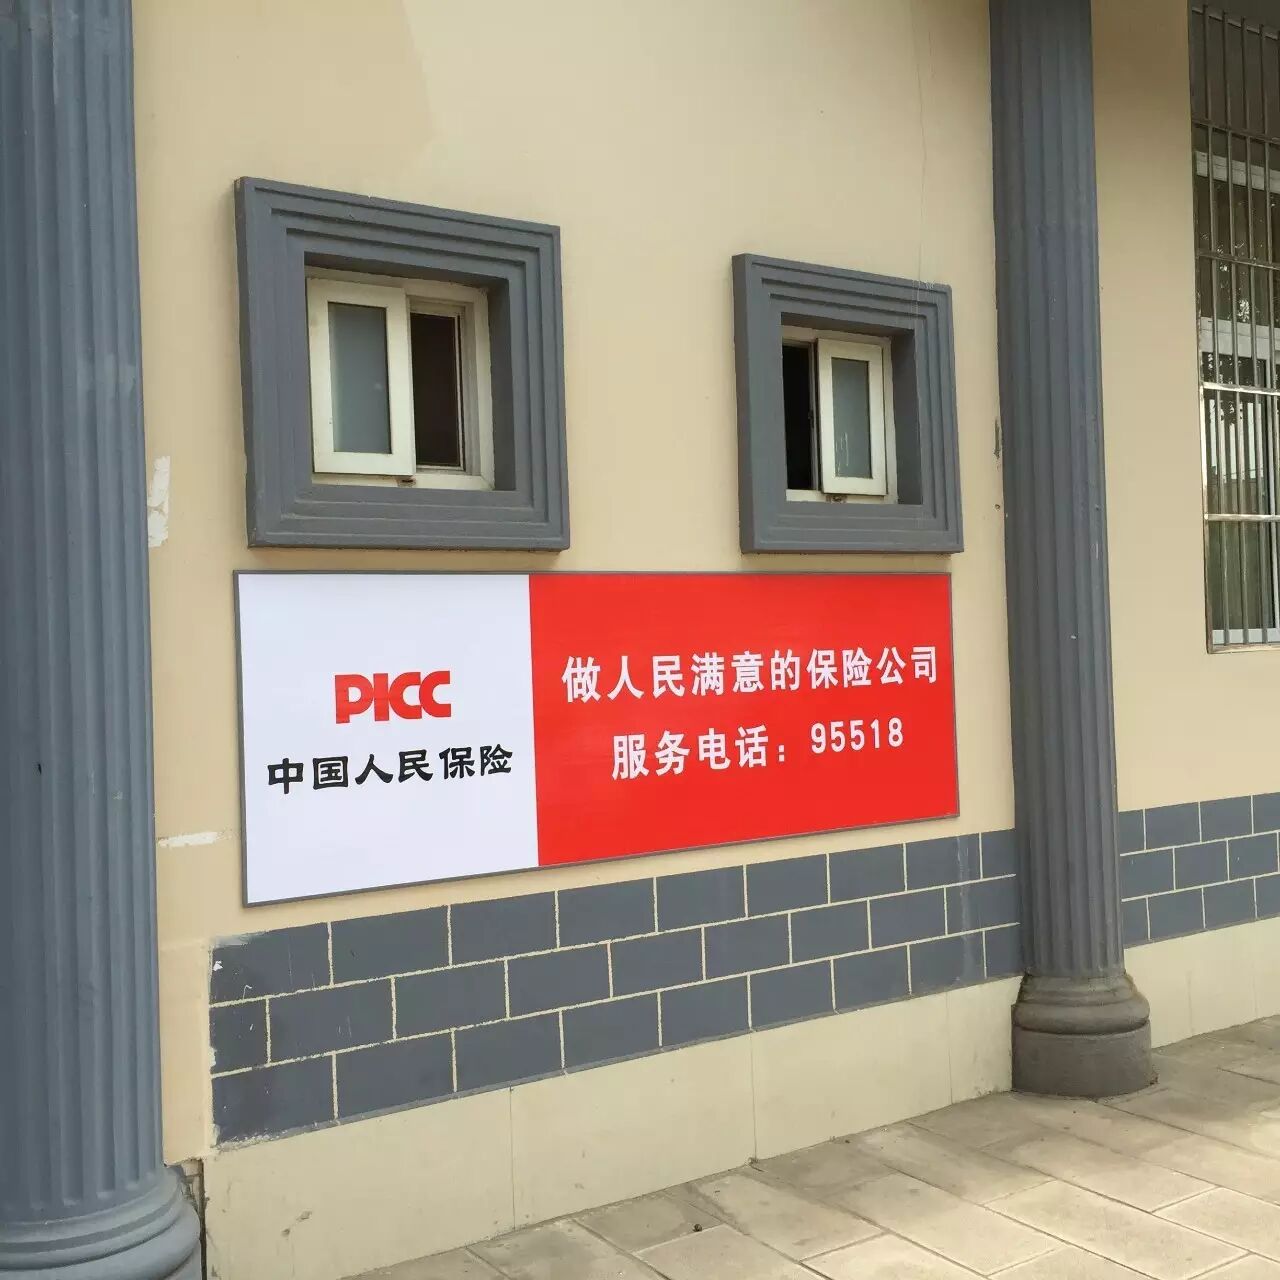 PICC
中国人民保险
做人民满意的保险公司
服务电话：95518